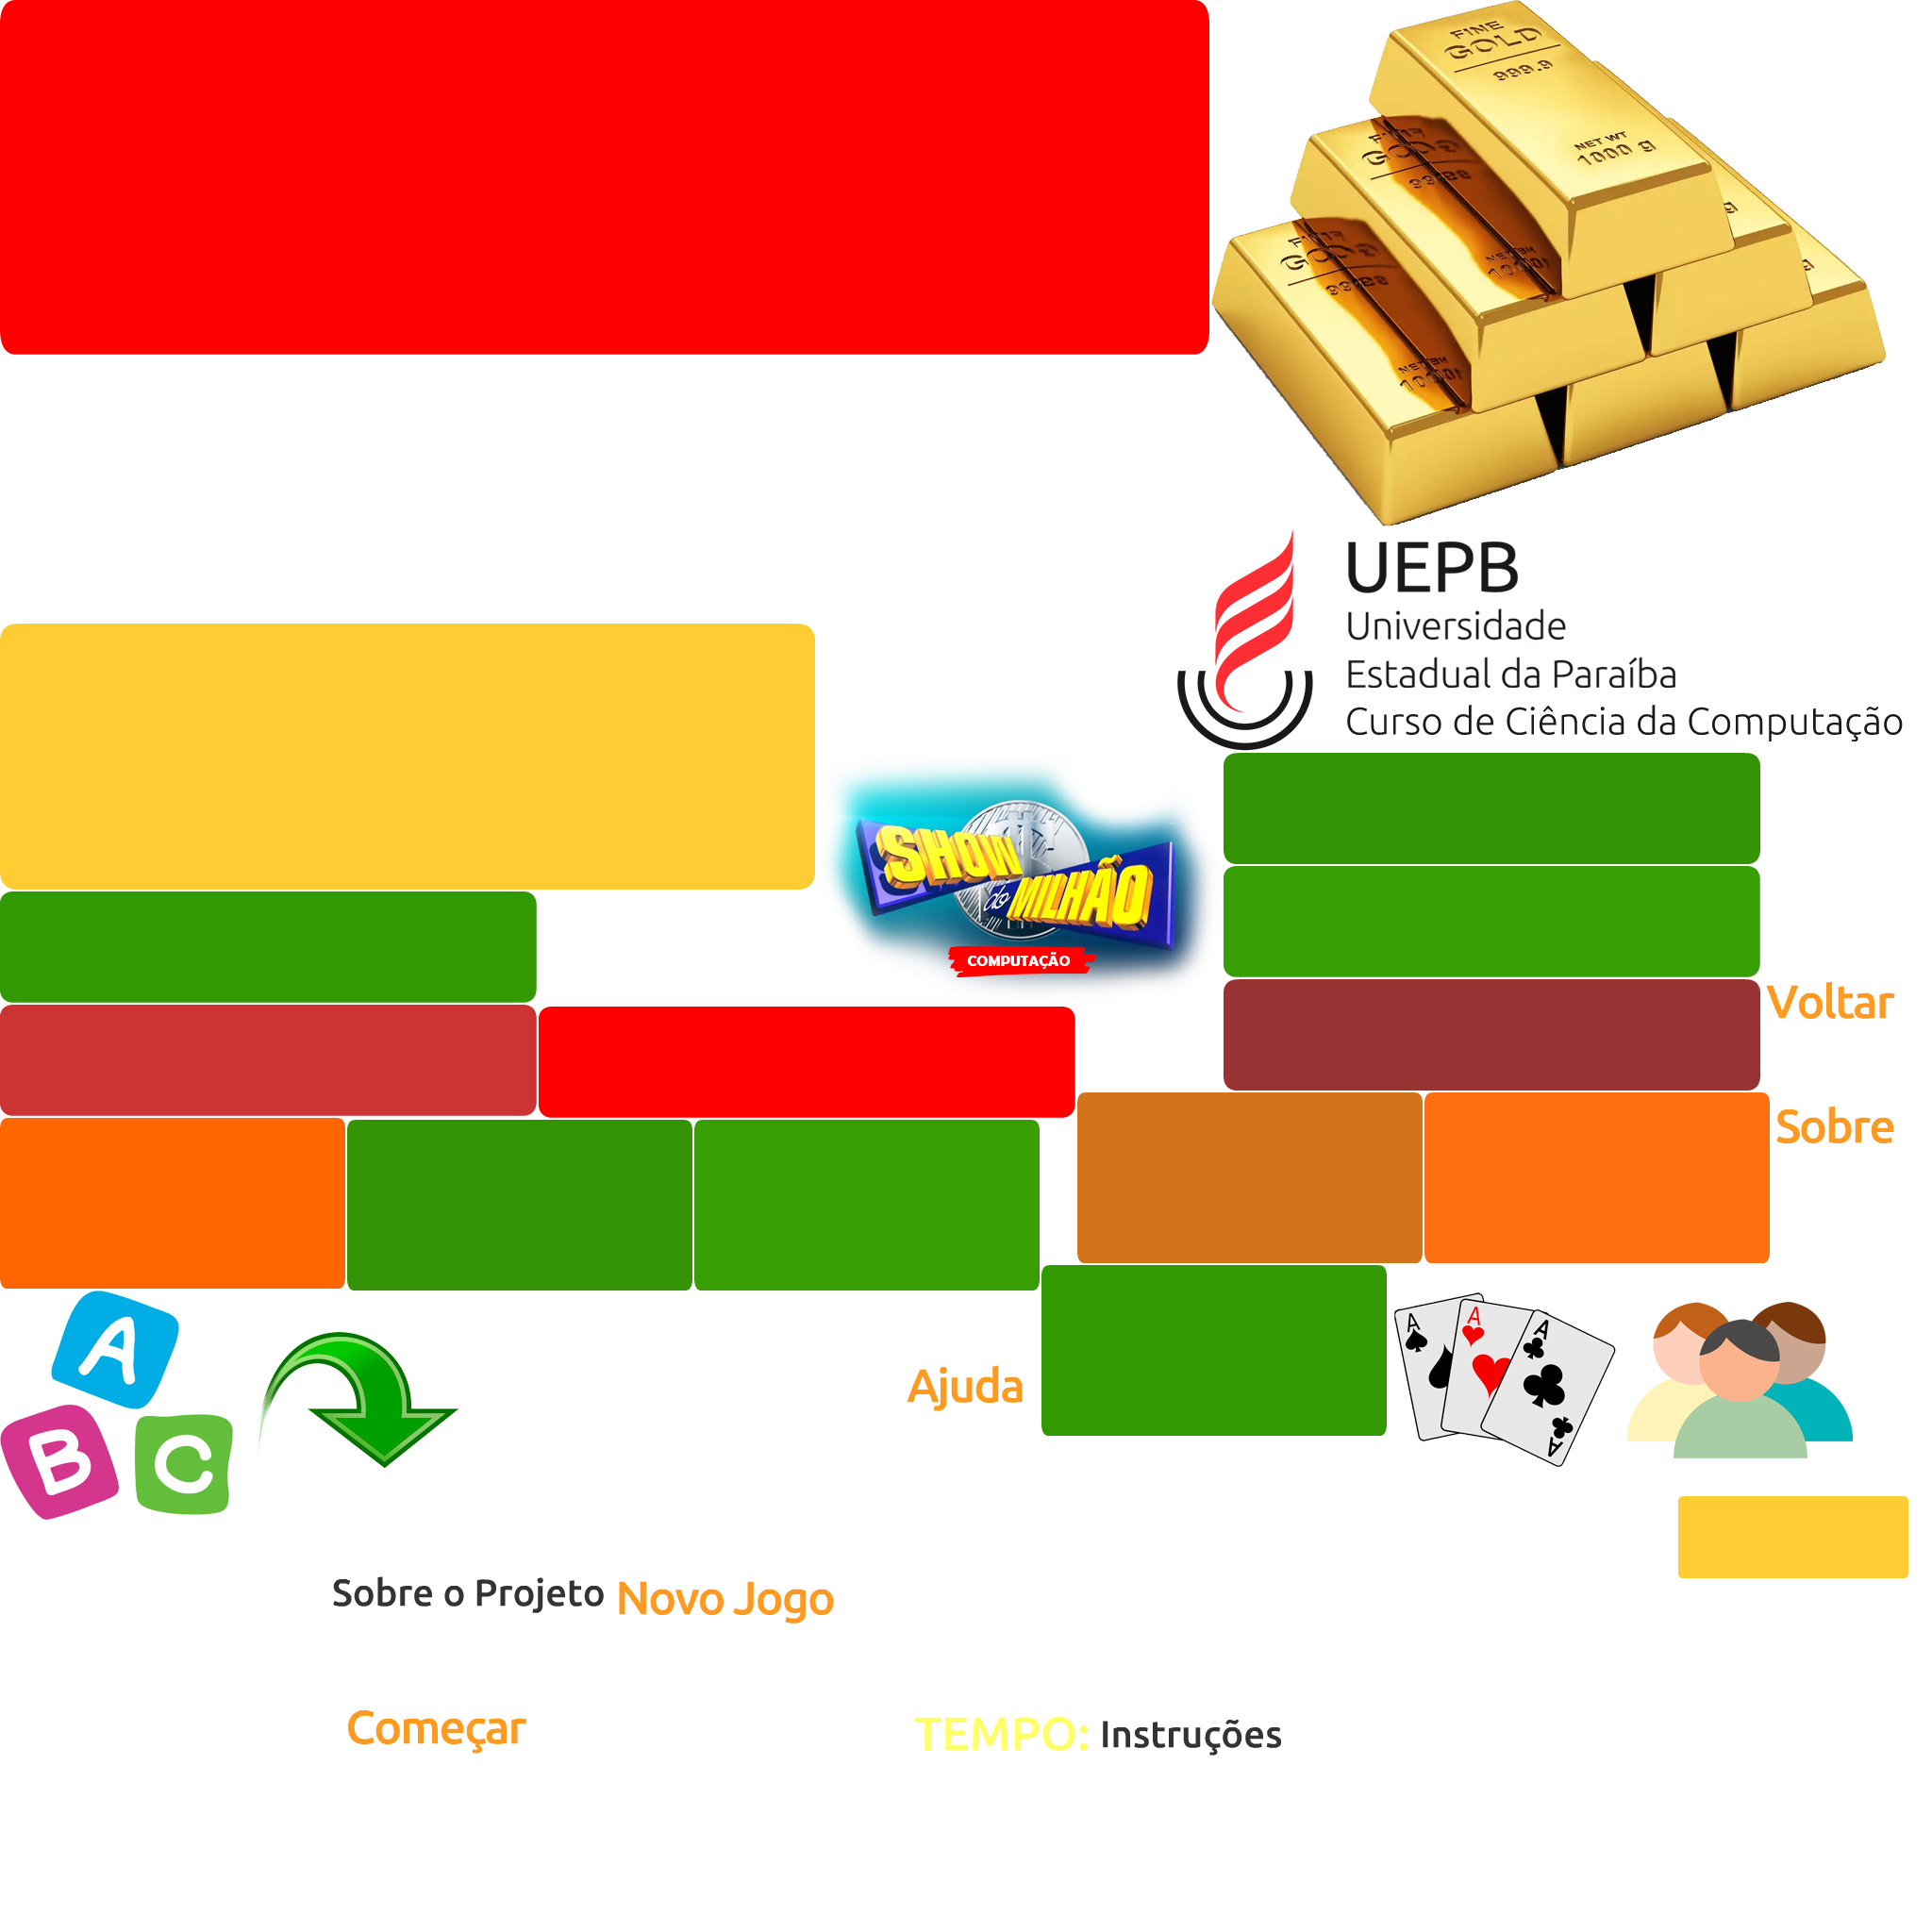 FINE
GOLD
999.9
NET WT
1000 g
UEPB
Universidade
Estadual da Paraíba
Curso de Ciência da Computação
SHOW
do MILHÃO
COMPUTAÇÃO
Voltar
Sobre
A
B
C
Ajuda
A
A
A
A
Sobre o Projeto
Novo Jogo
Começar
TEMPO:
Instruções